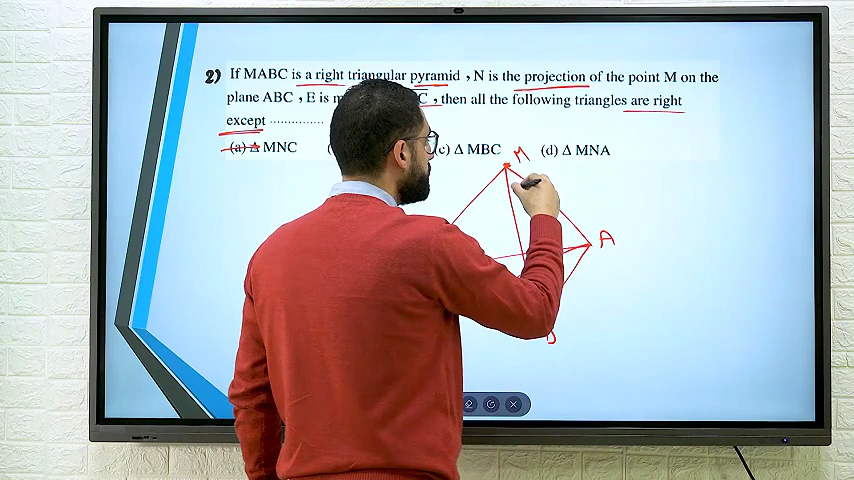 2) If MABC is a right triangular pyramid , N is the projection of the point M on the
plane ABC , E is C , then all the following triangles are right
except ...............
(a) Δ MNC (c) Δ MBC (d) Δ MNA
M
A